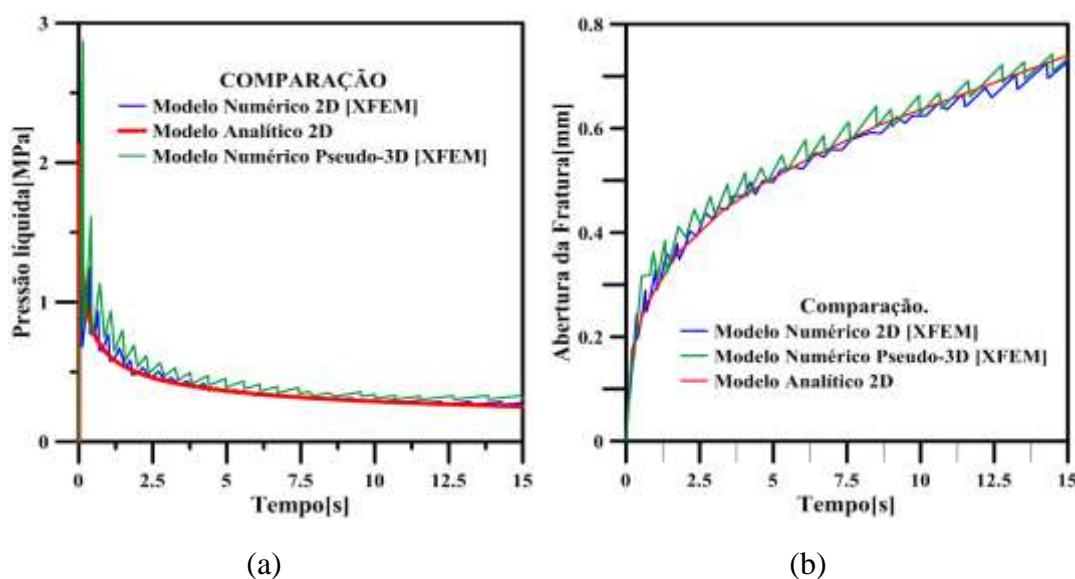 3
2
1
0
Pressão líquida[MPa]
COMPARAÇÃO
Modelo Numérico 2D [XFEM]
Modelo Analítico 2D
Modelo Numérico Pseudo-3D [XFEM]
0 2.5 5 7.5 10 12.5 15
Tempo[s]
(a)
0.8
0.6
0.4
0.2
0
Abertura da Fratura[mm]
Comparação.
Modelo Numérico 2D [XFEM]
Modelo Numérico Pseudo-3D [XFEM]
Modelo Analítico 2D
0 2.5 5 7.5 10 12.5 15
Tempo[s]
(b)